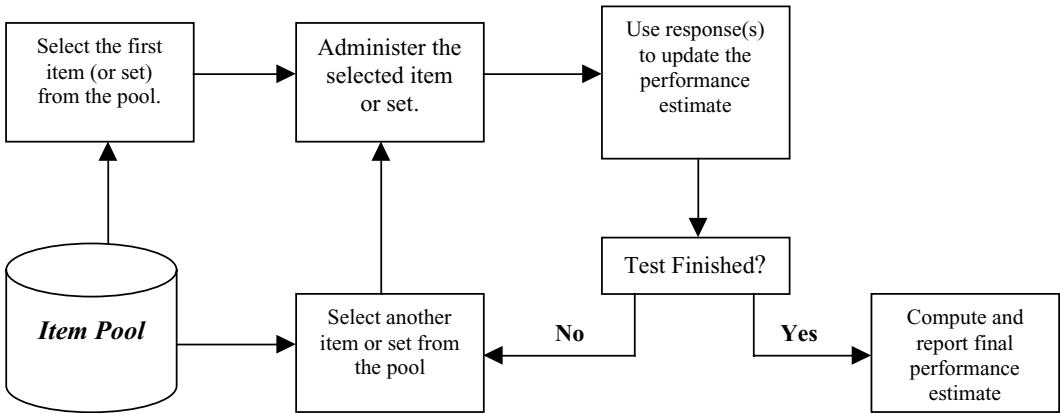 Select the first
item (or set)
from the pool.
Administer the
selected item
or set.
Use response(s)
to update the
performance
estimate
Test Finished?
Item Pool
Select another
item or set from
the pool
No
Yes
Compute and
report final
performance
estimate